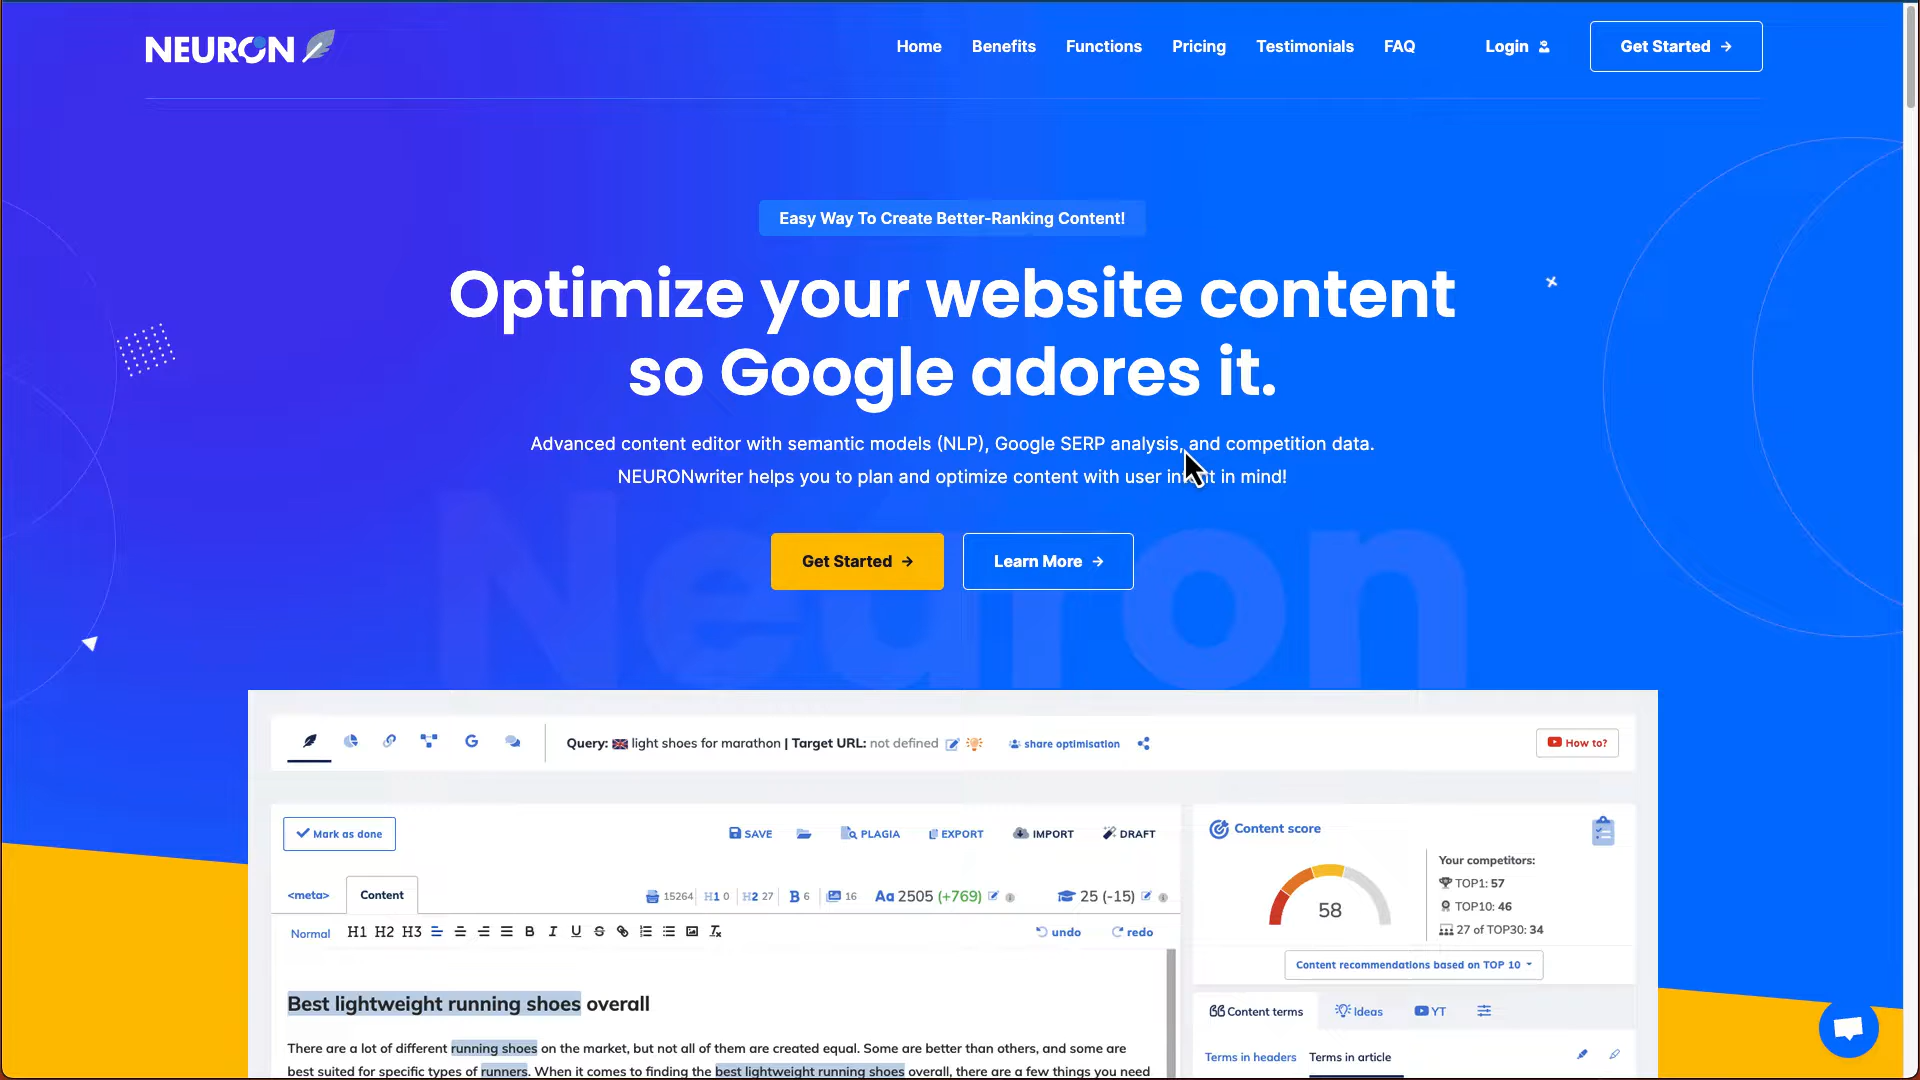 NEURON
Home Benefits Functions Pricing Testimonials FAQ Login Get Started
Easy Way To Create Better-Ranking Content!
Optimize your website content
so Google adores it.
Advanced content editor with semantic models (NLP), Google SERP analysis, and competition data.
NEURONwriter helps you to plan and optimize content with user intent in mind!
Neuron
Get Started Learn More
Query: light shoes for marathon | Target URL: not defined share optimisation How to?
Mark as done SAVE PLAGIA EXPORT IMPORT DRAFT
<meta> Content 15264 H1 0 H2 27 B 6 16 Aa 2505 (+769) 25 (-15)
Normal H1 H2 H3 B I U S undo redo
Best lightweight running shoes overall
There are a lot of different running shoes on the market, but not all of them are created equal. Some are better than others, and some are
best suited for specific types of runners. When it comes to finding the best lightweight running shoes overall, there are a few things you need
Content score
58
Your competitors:
TOP1: 57
TOP10: 46
27 of TOP30: 34
Content recommendations based on TOP 10
Content terms Ideas YT
Terms in headers Terms in article